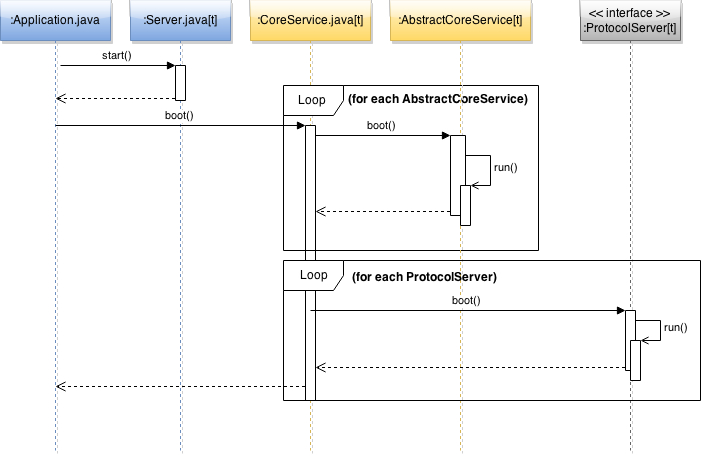 :Application.java
:Server.java[t]
:CoreService.java[t]
:AbstractCoreService[t]
<< interface >>
:ProtocolServer[t]
start()
Loop
(for each AbstractCoreService)
boot()
boot()
run()
Loop
(for each ProtocolServer)
boot()
run()